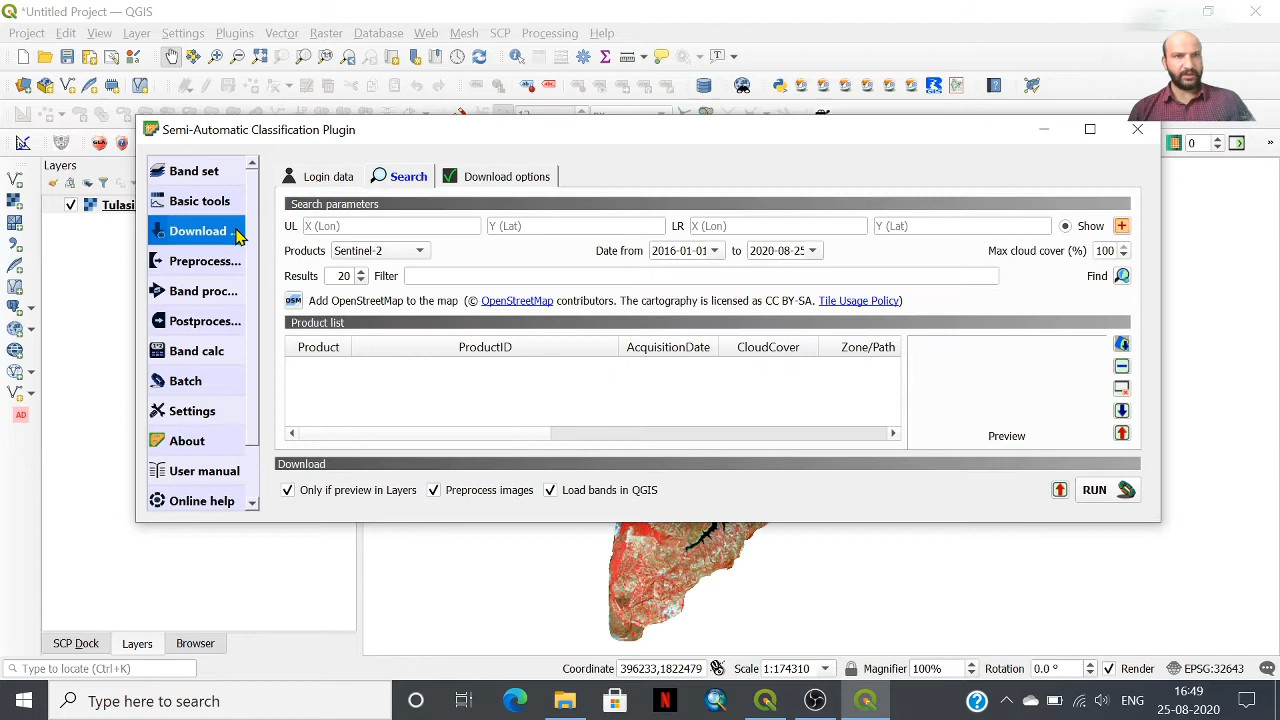 *Untitled Project — QGIS
Project Edit View Layer Settings Plugins Vector Raster Database Web Mesh SCP Processing Help
Semi-Automatic Classification Plugin
Layers
Tulasi
0
»
Band set
Basic tools
Download ..
Preprocess...
Band proc...
Postproces...
Band calc
Batch
Settings
About
User manual
Online help
Login data Search Download options
Search parameters
UL X (Lon) Y (Lat) LR X (Lon) Y (Lat) Show
Products Sentinel-2 Date from 2016-01-01 to 2020-08-25 Max cloud cover (%) 100
Results 20 Filter Find
OSM Add OpenStreetMap to the map (© OpenStreetMap contributors. The cartography is licensed as CC BY-SA. Tile Usage Policy)
Product list
Product ProductID AcquisitionDate CloudCover Zone/Path
Preview
Download
Only if preview in Layers Preprocess images Load bands in QGIS RUN
AD
SCP Dock Layers Browser
Type to locate (Ctrl+K) Coordinate 396233,1822479 Scale 1:174310 Magnifier 100% Rotation 0.0 ° Render EPSG:32643
Type here to search
ENG
16:49
25-08-2020